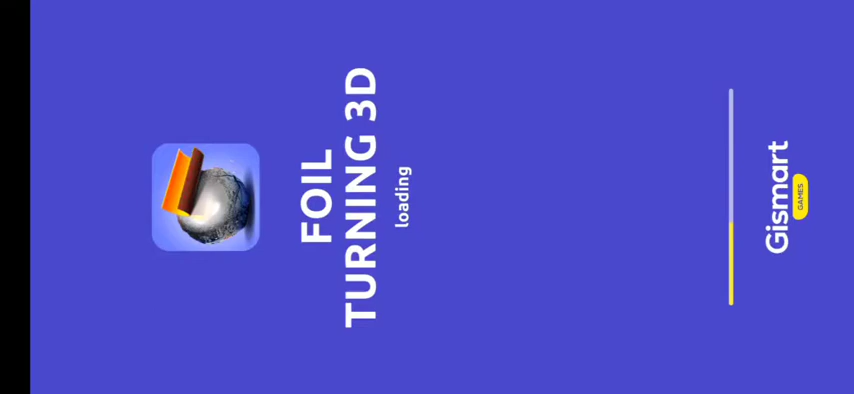 FOIL
TURNING 3D
loading
Gismart
GAMES